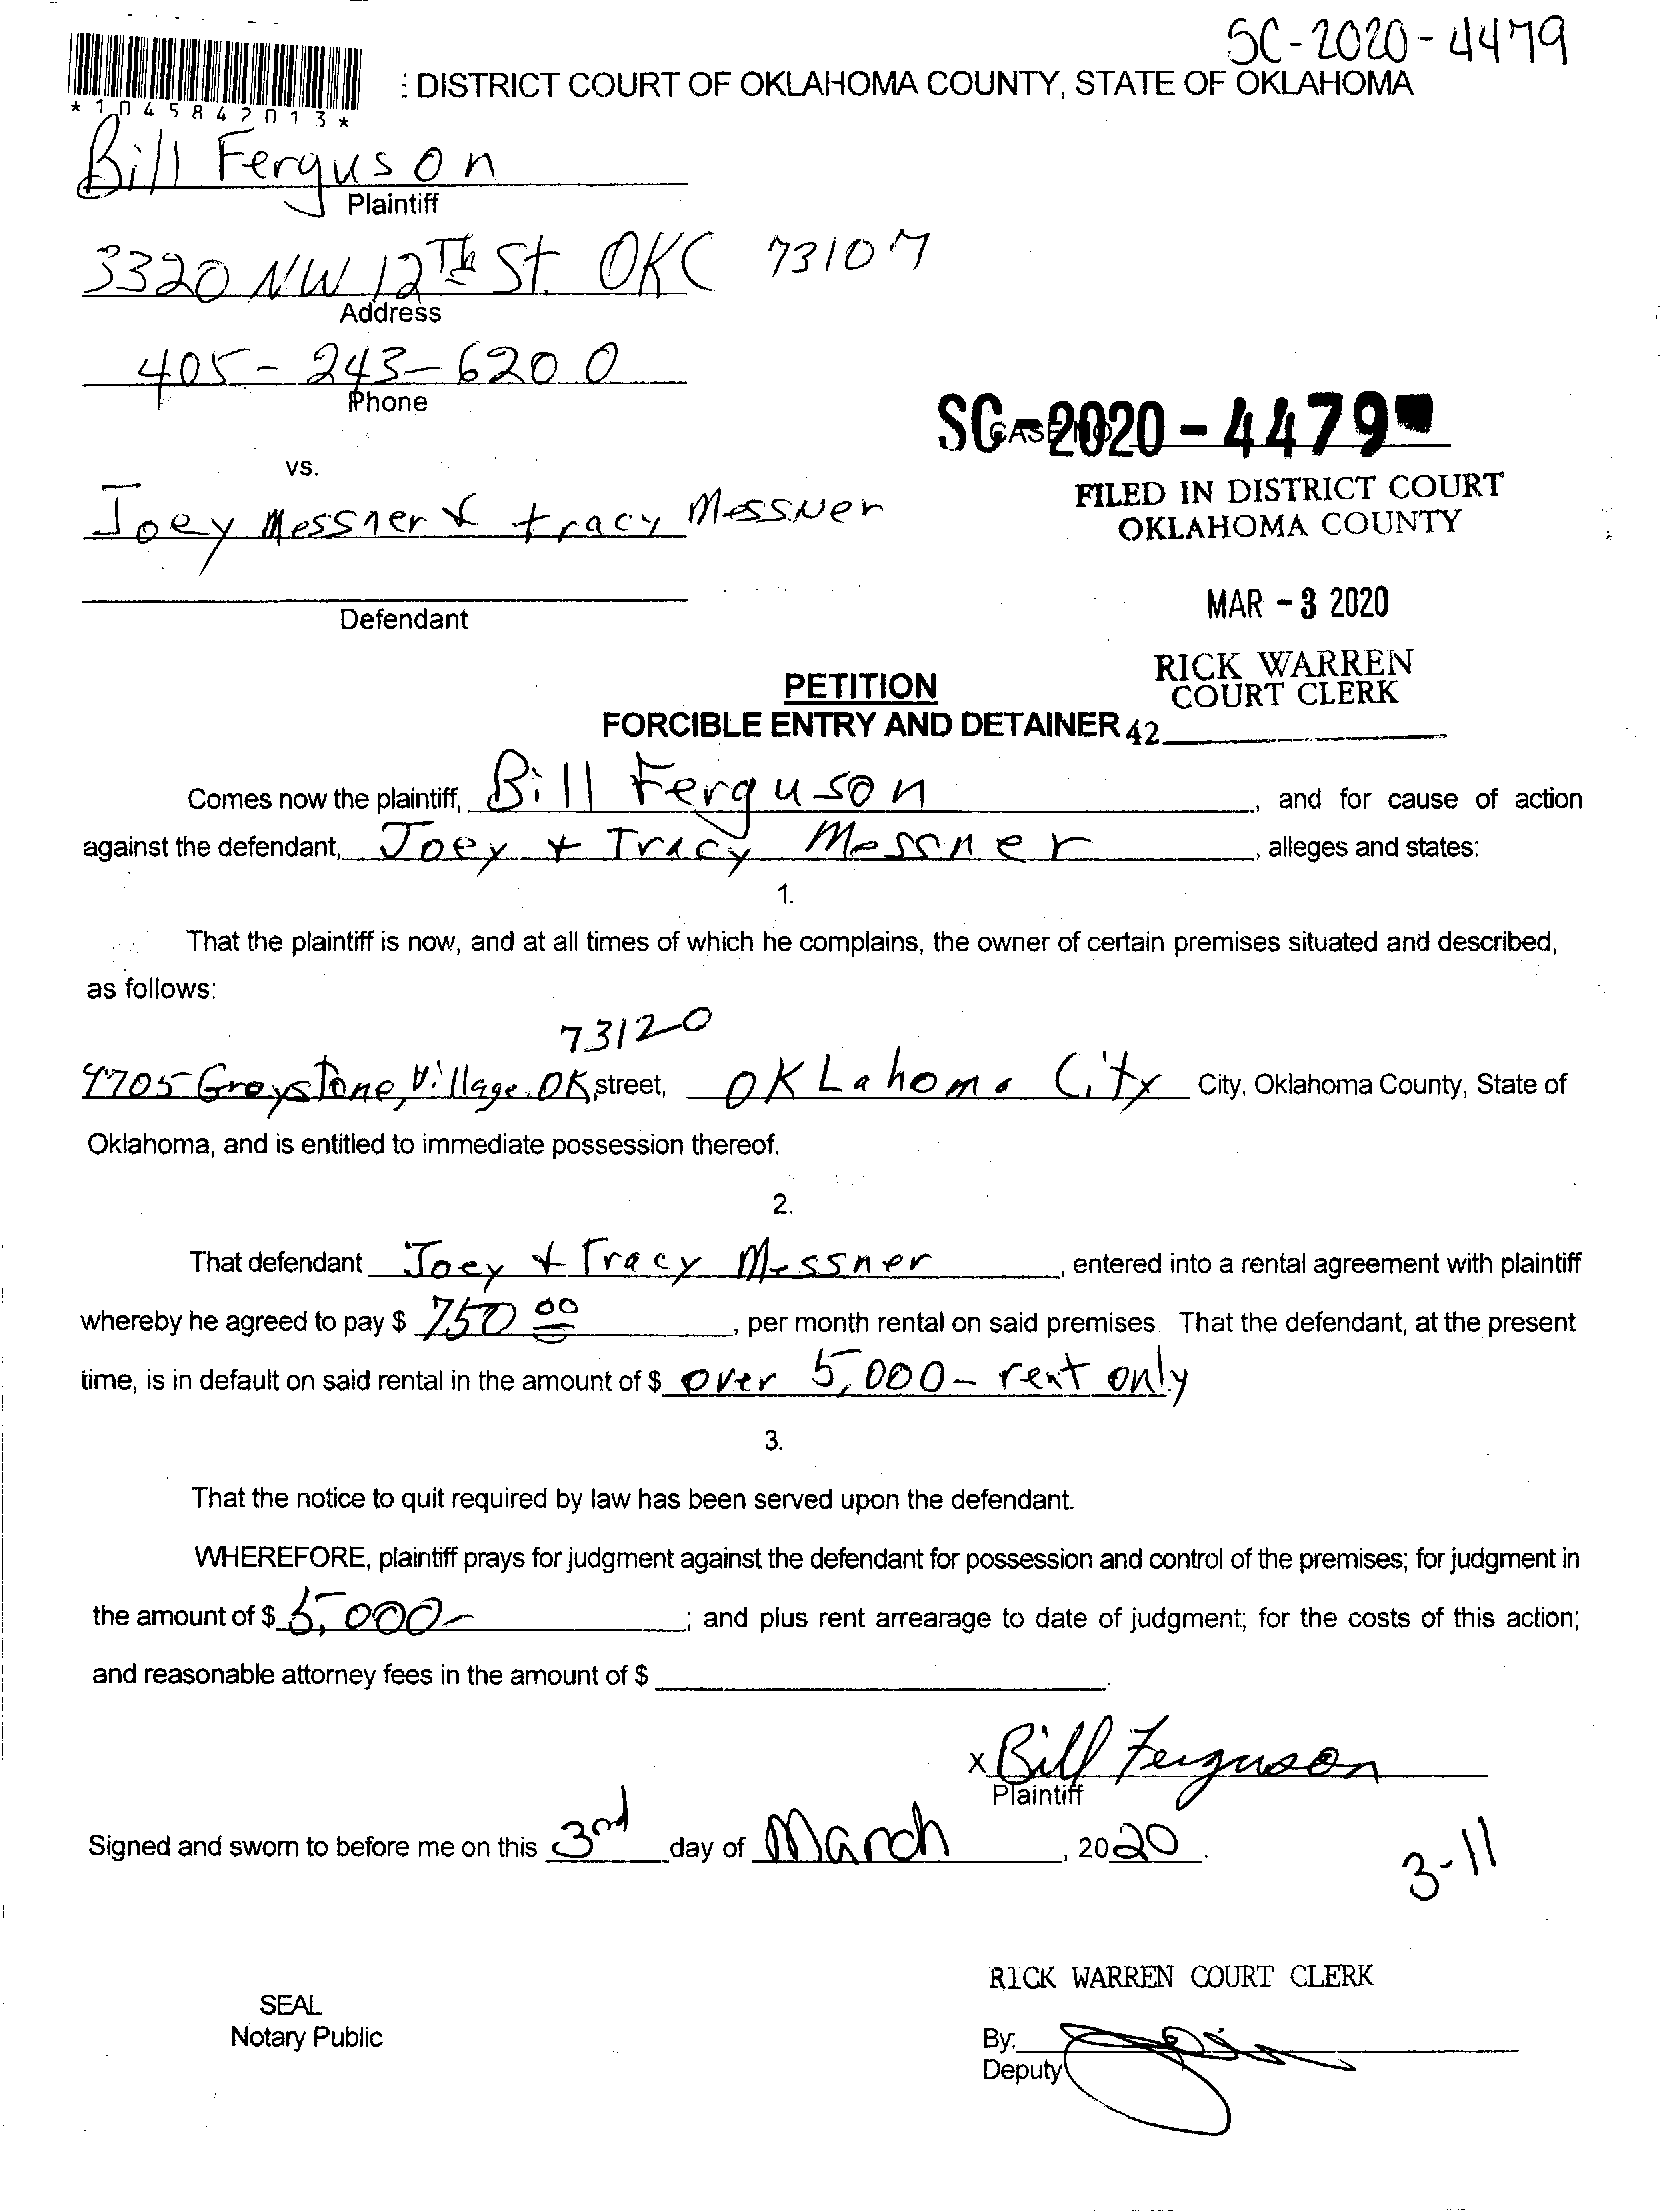 SC-2020-4479
: DISTRICT COURT OF OKLAHOMA COUNTY, STATE OF OKLAHOMA
*1045842013*
Bill Ferguson
Plaintiff
3320 NW 12Th St. OKC 73107
Address
405-243-6200
Phone
SC-2020-4479
vs.
FILED IN DISTRICT COURT
OKLAHOMA COUNTY
Joey Messner & tracy Messner
MAR - 3 2020
Defendant
RICK WARREN
COURT CLERK
PETITION
FORCIBLE ENTRY AND DETAINER 42
Comes now the plaintiff, Bill Ferguson, and for cause of action
against the defendant, Joey + Tracy Messner, alleges and states:
1.
That the plaintiff is now, and at all times of which he complains, the owner of certain premises situated and described,
as follows:
73120
4705 Greystone, Village, OK street, OKLahoma City City, Oklahoma County, State of
Oklahoma, and is entitled to immediate possession thereof.
2.
That defendant Joey + Tracy Messner, entered into a rental agreement with plaintiff
whereby he agreed to pay $ 750 00, per month rental on said premises. That the defendant, at the present
time, is in default on said rental in the amount of $ over 5,000- rent only
3.
That the notice to quit required by law has been served upon the defendant.
WHEREFORE, plaintiff prays for judgment against the defendant for possession and control of the premises; for judgment in
the amount of $ 5,000-; and plus rent arrearage to date of judgment; for the costs of this action;
and reasonable attorney fees in the amount of $
x Bill Ferguson
Plaintiff
Signed and sworn to before me on this 3rd day of March, 2020.
3-11
RICK WARREN COURT CLERK
SEAL
Notary Public
By:
Deputy